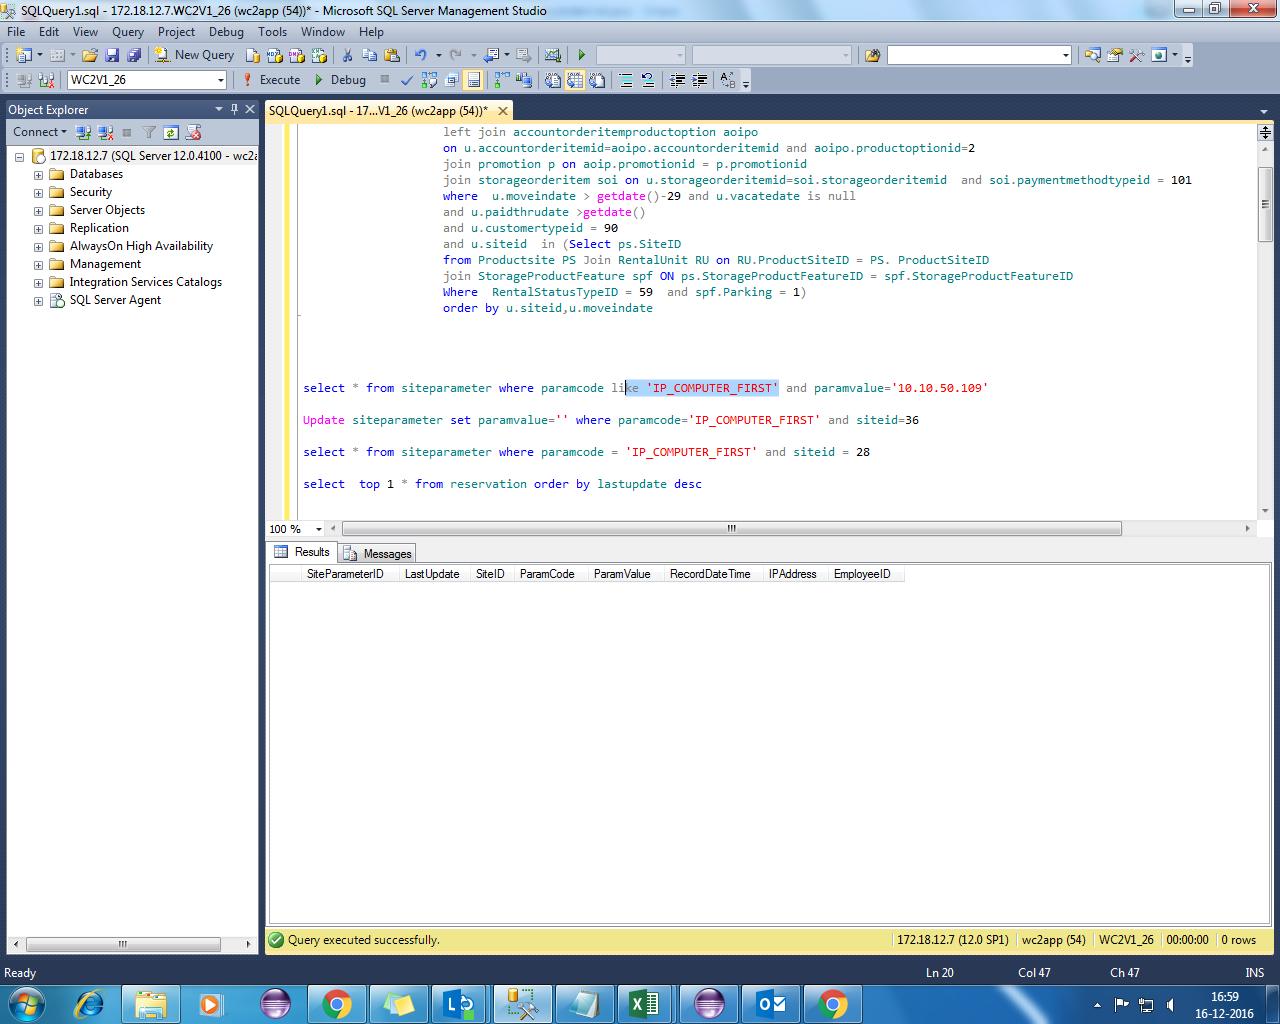 SQLQuery1.sql - 172.18.12.7.WC2V1_26 (wc2app (54))* - Microsoft SQL Server Management Studio
File Edit View Query Project Debug Tools Window Help
New Query
WC2V1_26 Execute Debug
Object Explorer
Connect
172.18.12.7 (SQL Server 12.0.4100 - wc2a
Databases
Security
Server Objects
Replication
AlwaysOn High Availability
Management
Integration Services Catalogs
SQL Server Agent
SQLQuery1.sql - 17...V1_26 (wc2app (54))*
left join accountorderitemproductoption aoipo
on u.accountorderitemid=aoipo.accountorderitemid and aoipo.productoptionid=2
join promotion p on aoip.promotionid = p.promotionid
join storageorderitem soi on u.storageorderitemid=soi.storageorderitemid and soi.paymentmethodtypeid = 101
where u.moveindate > getdate()-29 and u.vacatedate is null
and u.paidthrudate >getdate()
and u.customertypeid = 90
and u.siteid in (Select ps.SiteID
from Productsite PS Join RentalUnit RU on RU.ProductSiteID = PS. ProductSiteID
join StorageProductFeature spf ON ps.StorageProductFeatureID = spf.StorageProductFeatureID
Where RentalStatusTypeID = 59 and spf.Parking = 1)
order by u.siteid,u.moveindate
select * from siteparameter where paramcode like 'IP_COMPUTER_FIRST' and paramvalue='10.10.50.109'
Update siteparameter set paramvalue='' where paramcode='IP_COMPUTER_FIRST' and siteid=36
select * from siteparameter where paramcode = 'IP_COMPUTER_FIRST' and siteid = 28
select top 1 * from reservation order by lastupdate desc
100 %
Results Messages
SiteParameterID LastUpdate SiteID ParamCode ParamValue RecordDateTime IPAddress EmployeeID
Query executed successfully. 172.18.12.7 (12.0 SP1) wc2app (54) WC2V1_26 00:00:00 0 rows
Ready Ln 20 Col 47 Ch 47 INS
16:59
16-12-2016